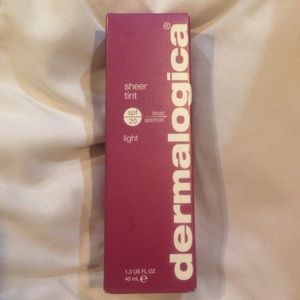 sheer
tint
spf
20
broad
spectrum
light
dermalogica®
1.3 US FL OZ
40 mL ℮